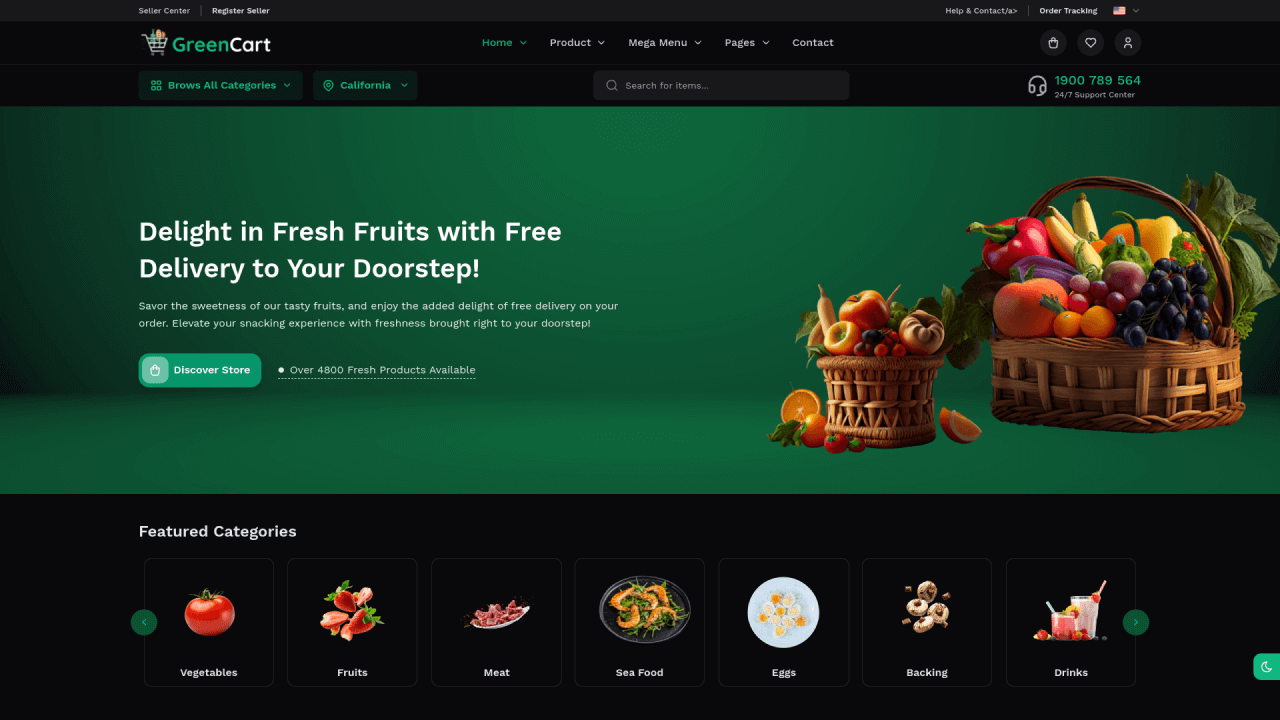 Seller Center
Register Seller
Help & Contact/a>
Order Tracking
GreenCart
Home
Product
Mega Menu
Pages
Contact
Brows All Categories
California
Search for items...
1900 789 564
24/7 Support Center
Delight in Fresh Fruits with Free
Delivery to Your Doorstep!
Savor the sweetness of our tasty fruits, and enjoy the added delight of free delivery on your
order. Elevate your snacking experience with freshness brought right to your doorstep!
Discover Store
Over 4800 Fresh Products Available
Featured Categories
Vegetables
Fruits
Meat
Sea Food
Eggs
Backing
Drinks